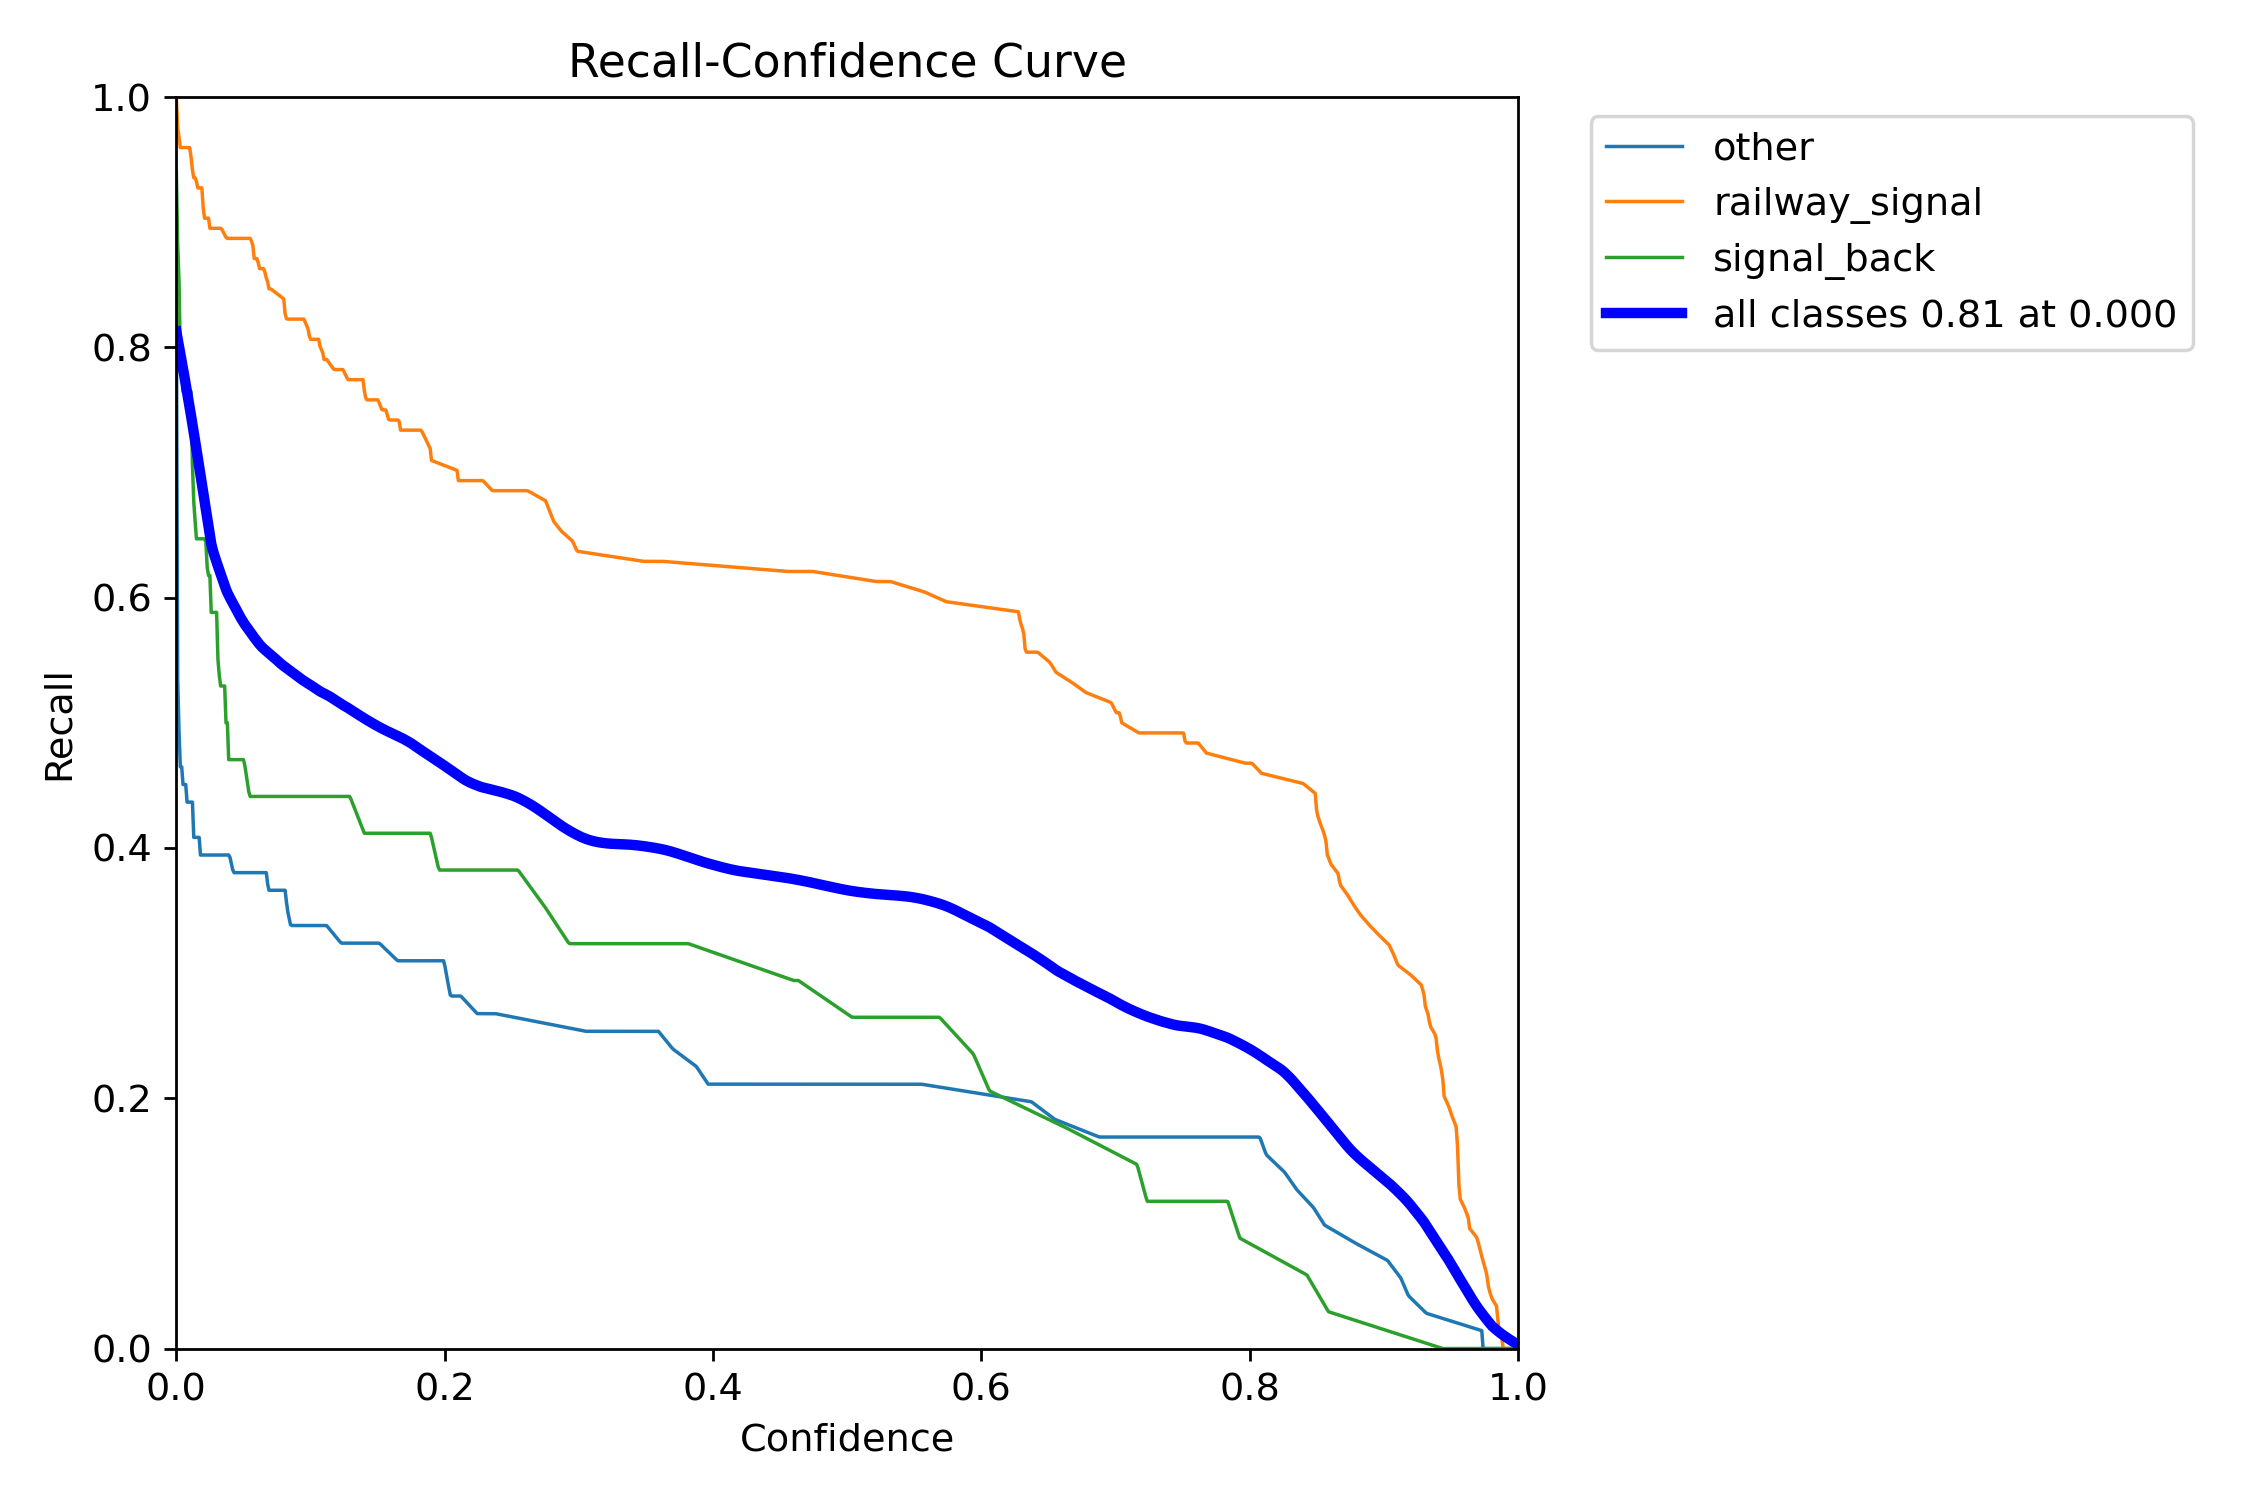 Recall-Confidence Curve
1.0
0.8
0.6
0.4
0.2
0.0
Recall
0.0 0.2 0.4 0.6 0.8 1.0
Confidence
other
railway_signal
signal_back
all classes 0.81 at 0.000